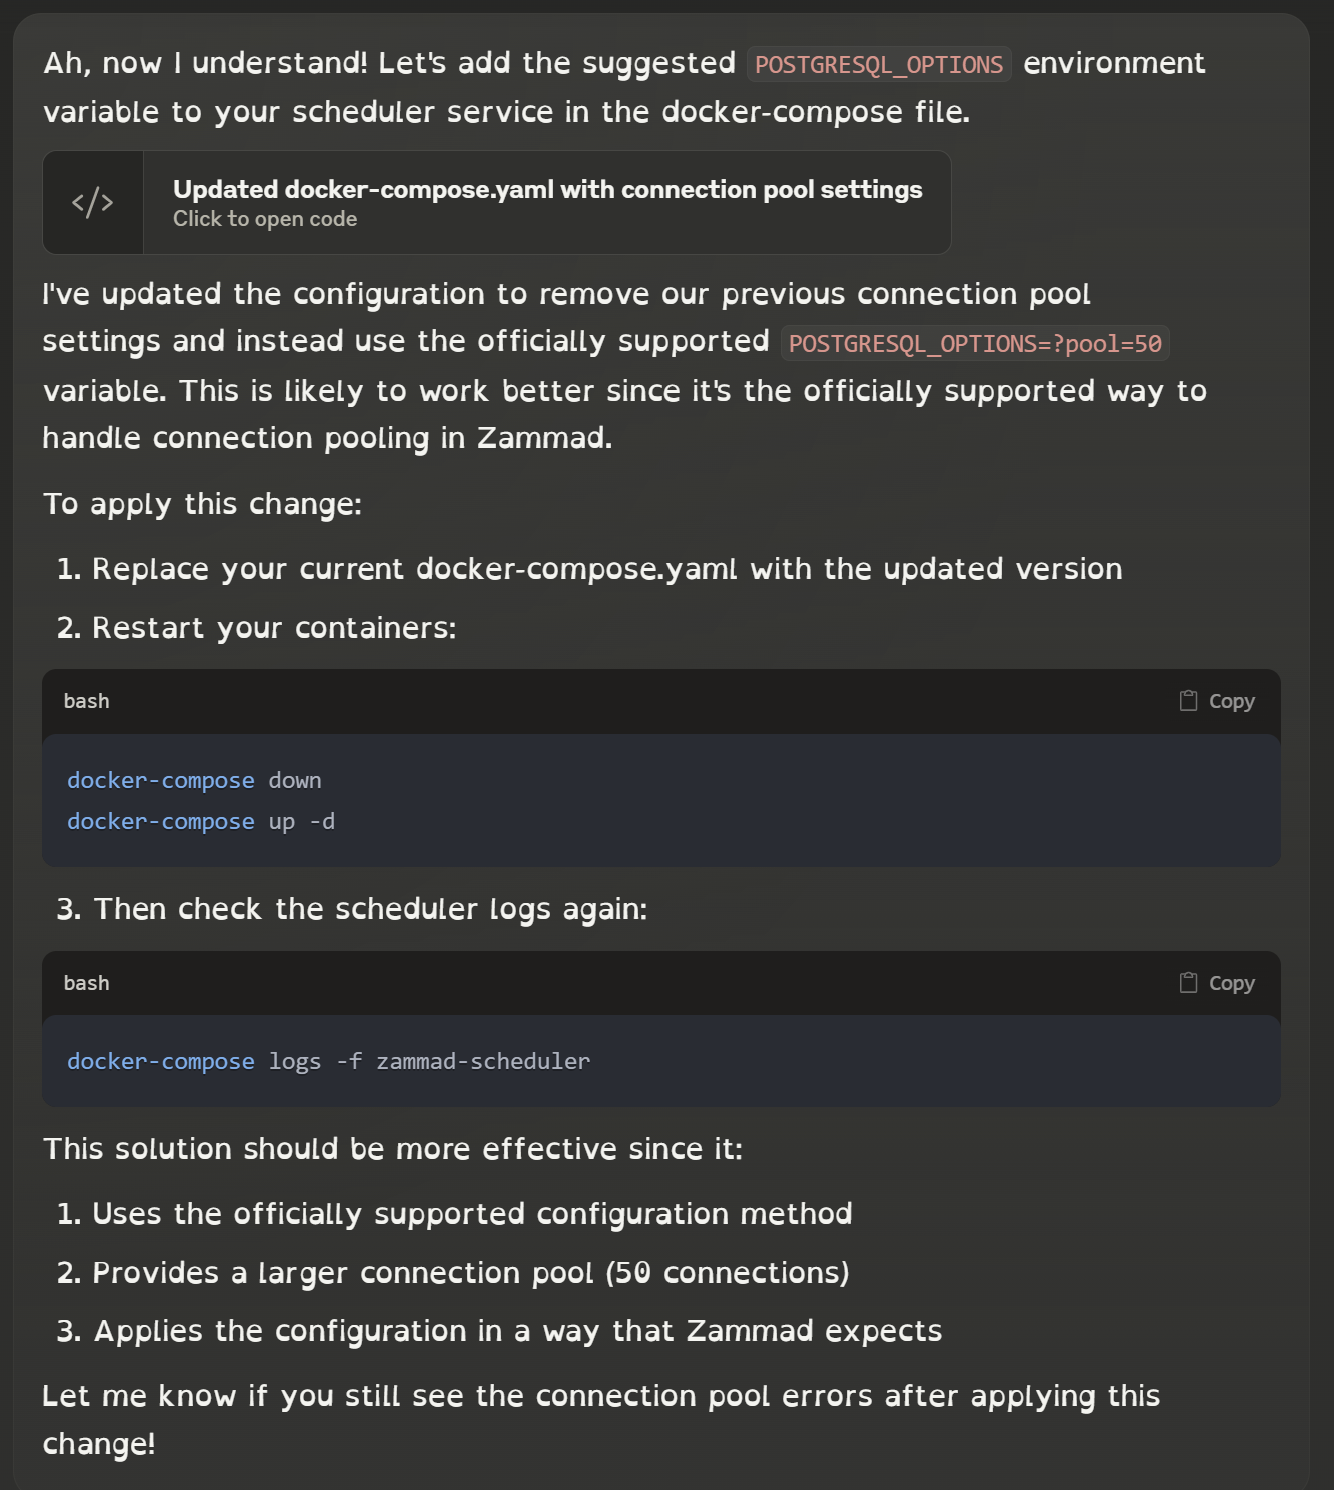 Ah, now I understand! Let's add the suggested POSTGRESQL_OPTIONS environment
variable to your scheduler service in the docker-compose file.
</>
Updated docker-compose.yaml with connection pool settings
Click to open code
I've updated the configuration to remove our previous connection pool
settings and instead use the officially supported POSTGRESQL_OPTIONS=?pool=50
variable. This is likely to work better since it's the officially supported way to
handle connection pooling in Zammad.
To apply this change:
1. Replace your current docker-compose.yaml with the updated version
2. Restart your containers:
bash Copy
docker-compose down
docker-compose up -d
3. Then check the scheduler logs again:
bash Copy
docker-compose logs -f zammad-scheduler
This solution should be more effective since it:
1. Uses the officially supported configuration method
2. Provides a larger connection pool (50 connections)
3. Applies the configuration in a way that Zammad expects
Let me know if you still see the connection pool errors after applying this
change!